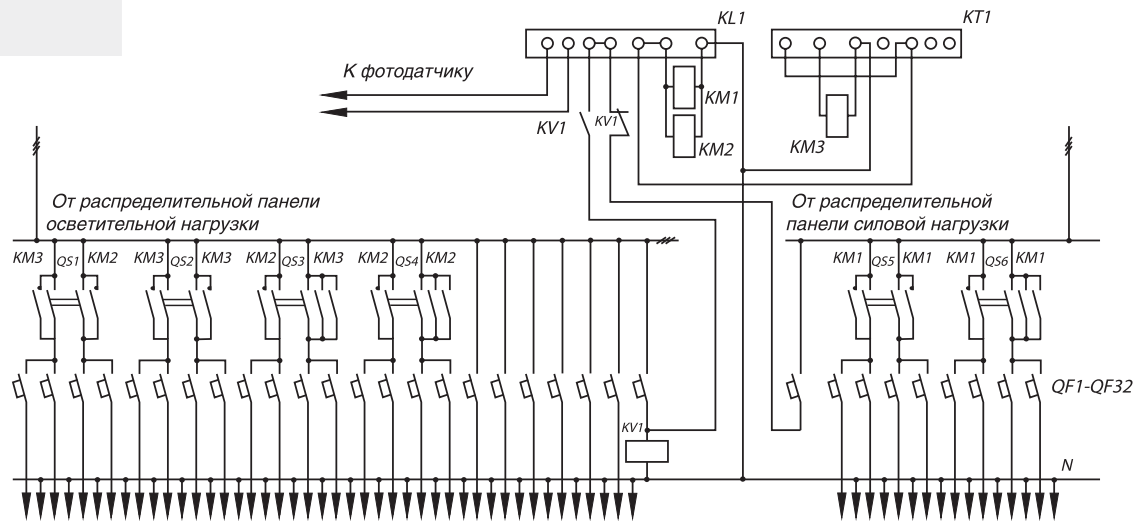 KL1
KT1
К фотодатчику
KM1
KV1
KV1
KM2
KM3
От распределительной панели
осветительной нагрузки
От распределительной
панели силовой нагрузки
KM3 QS1 KM2 KM3 QS2 KM3 KM2 QS3 KM3 KM2 QS4 KM2
KM1 QS5 KM1 KM1 QS6 KM1
QF1-QF32
KV1
N